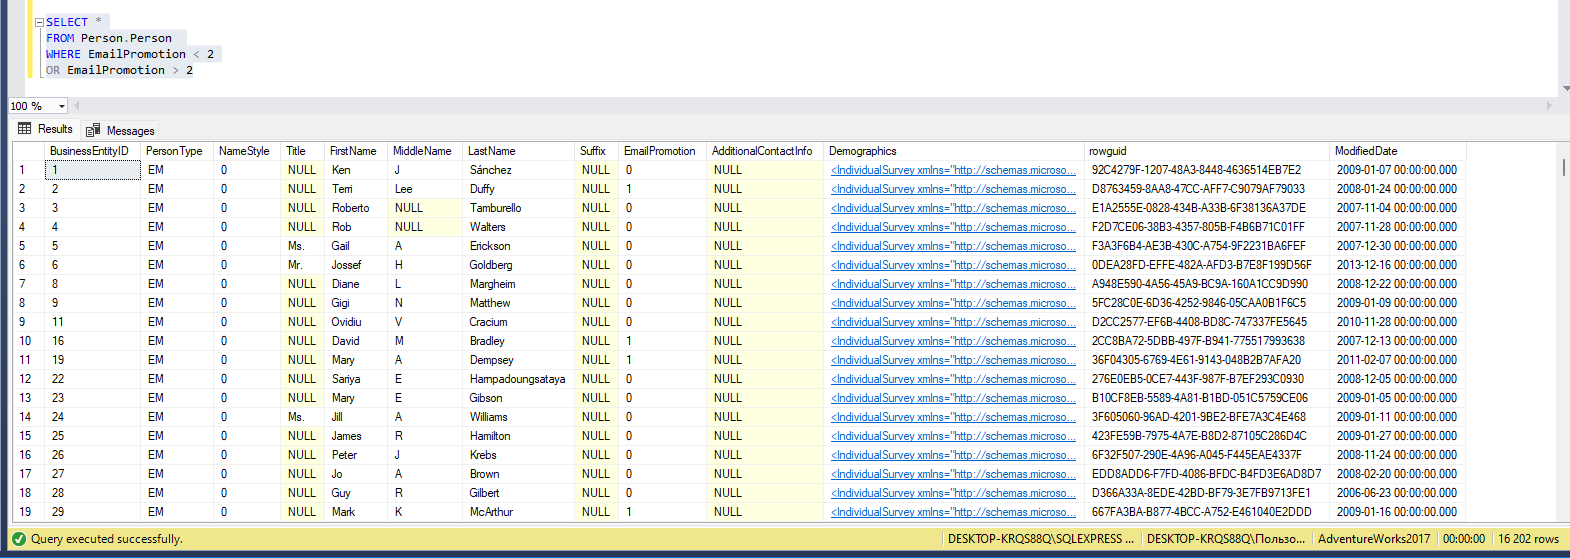 SELECT *
FROM Person.Person
WHERE EmailPromotion < 2
OR EmailPromotion > 2
100 %
Results Messages
BusinessEntityID PersonType NameStyle Title FirstName MiddleName LastName Suffix EmailPromotion AdditionalContactInfo Demographics rowguid ModifiedDate
1 1 EM 0 NULL Ken J Sánchez NULL 0 NULL <IndividualSurvey xmlns="http://schemas.microso... 92C4279F-1207-48A3-8448-4636514EB7E2 2009-01-07 00:00:00.000
2 2 EM 0 NULL Terri Lee Duffy NULL 1 NULL <IndividualSurvey xmlns="http://schemas.microso... D8763459-8AA8-47CC-AFF7-C9079AF79033 2008-01-24 00:00:00.000
3 3 EM 0 NULL Roberto NULL Tamburello NULL 0 NULL <IndividualSurvey xmlns="http://schemas.microso... E1A2555E-0828-434B-A33B-6F38136A37DE 2007-11-04 00:00:00.000
4 4 EM 0 NULL Rob NULL Walters NULL 0 NULL <IndividualSurvey xmlns="http://schemas.microso... F2D7CE06-38B3-4357-805B-F4B6B71C01FF 2007-11-28 00:00:00.000
5 5 EM 0 Ms. Gail A Erickson NULL 0 NULL <IndividualSurvey xmlns="http://schemas.microso... F3A3F6B4-AE3B-430C-A754-9F2231BA6FEF 2007-12-30 00:00:00.000
6 6 EM 0 Mr. Jossef H Goldberg NULL 0 NULL <IndividualSurvey xmlns="http://schemas.microso... 0DEA28FD-EFFE-482A-AFD3-B7E8F199D56F 2013-12-16 00:00:00.000
7 8 EM 0 NULL Diane L Margheim NULL 0 NULL <IndividualSurvey xmlns="http://schemas.microso... A948E590-4A56-45A9-BC9A-160A1CC9D990 2008-12-22 00:00:00.000
8 9 EM 0 NULL Gigi N Matthew NULL 0 NULL <IndividualSurvey xmlns="http://schemas.microso... 5FC28C0E-6D36-4252-9846-05CAA0B1F6C5 2009-01-09 00:00:00.000
9 11 EM 0 NULL Ovidiu V Cracium NULL 0 NULL <IndividualSurvey xmlns="http://schemas.microso... D2CC2577-EF6B-4408-BD8C-747337FE5645 2010-11-28 00:00:00.000
10 16 EM 0 NULL David M Bradley NULL 1 NULL <IndividualSurvey xmlns="http://schemas.microso... 2CC8BA72-5DBB-497F-B941-775517993638 2007-12-13 00:00:00.000
11 19 EM 0 NULL Mary A Dempsey NULL 1 NULL <IndividualSurvey xmlns="http://schemas.microso... 36F04305-6769-4E61-9143-048B2B7AFA20 2011-02-07 00:00:00.000
12 22 EM 0 NULL Sariya E Harnpadoungsataya NULL 0 NULL <IndividualSurvey xmlns="http://schemas.microso... 276E0EB5-0CE7-443F-987F-B7EF293C0930 2008-12-05 00:00:00.000
13 23 EM 0 NULL Mary E Gibson NULL 0 NULL <IndividualSurvey xmlns="http://schemas.microso... B10CF8EB-5589-4A81-B1BD-051C5759CE06 2009-01-05 00:00:00.000
14 24 EM 0 Ms. Jill A Williams NULL 0 NULL <IndividualSurvey xmlns="http://schemas.microso... 3F605060-96AD-4201-9BE2-BFE7A3C4E468 2009-01-11 00:00:00.000
15 25 EM 0 NULL James R Hamilton NULL 0 NULL <IndividualSurvey xmlns="http://schemas.microso... 423FE59B-7975-4A7E-B8D2-87105C286D4C 2009-01-27 00:00:00.000
16 26 EM 0 NULL Peter J Krebs NULL 0 NULL <IndividualSurvey xmlns="http://schemas.microso... 6F32F507-290E-4A96-A045-F445EAE4337F 2008-11-24 00:00:00.000
17 27 EM 0 NULL Jo A Brown NULL 0 NULL <IndividualSurvey xmlns="http://schemas.microso... EDD8ADD6-F7FD-4086-BFDC-B4FD3E6AD8D7 2008-02-20 00:00:00.000
18 28 EM 0 NULL Guy R Gilbert NULL 0 NULL <IndividualSurvey xmlns="http://schemas.microso... D366A33A-8EDE-42BD-BF79-3E7FB9713FE1 2006-06-23 00:00:00.000
19 29 EM 0 NULL Mark K McArthur NULL 1 NULL <IndividualSurvey xmlns="http://schemas.microso... 667FA3BA-B877-4BCC-A752-E461040E2DDD 2009-01-16 00:00:00.000
Query executed successfully. DESKTOP-KRQS88Q\SQLEXPRESS ... DESKTOP-KRQS88Q\Пользо... AdventureWorks2017 00:00:00 16 202 rows